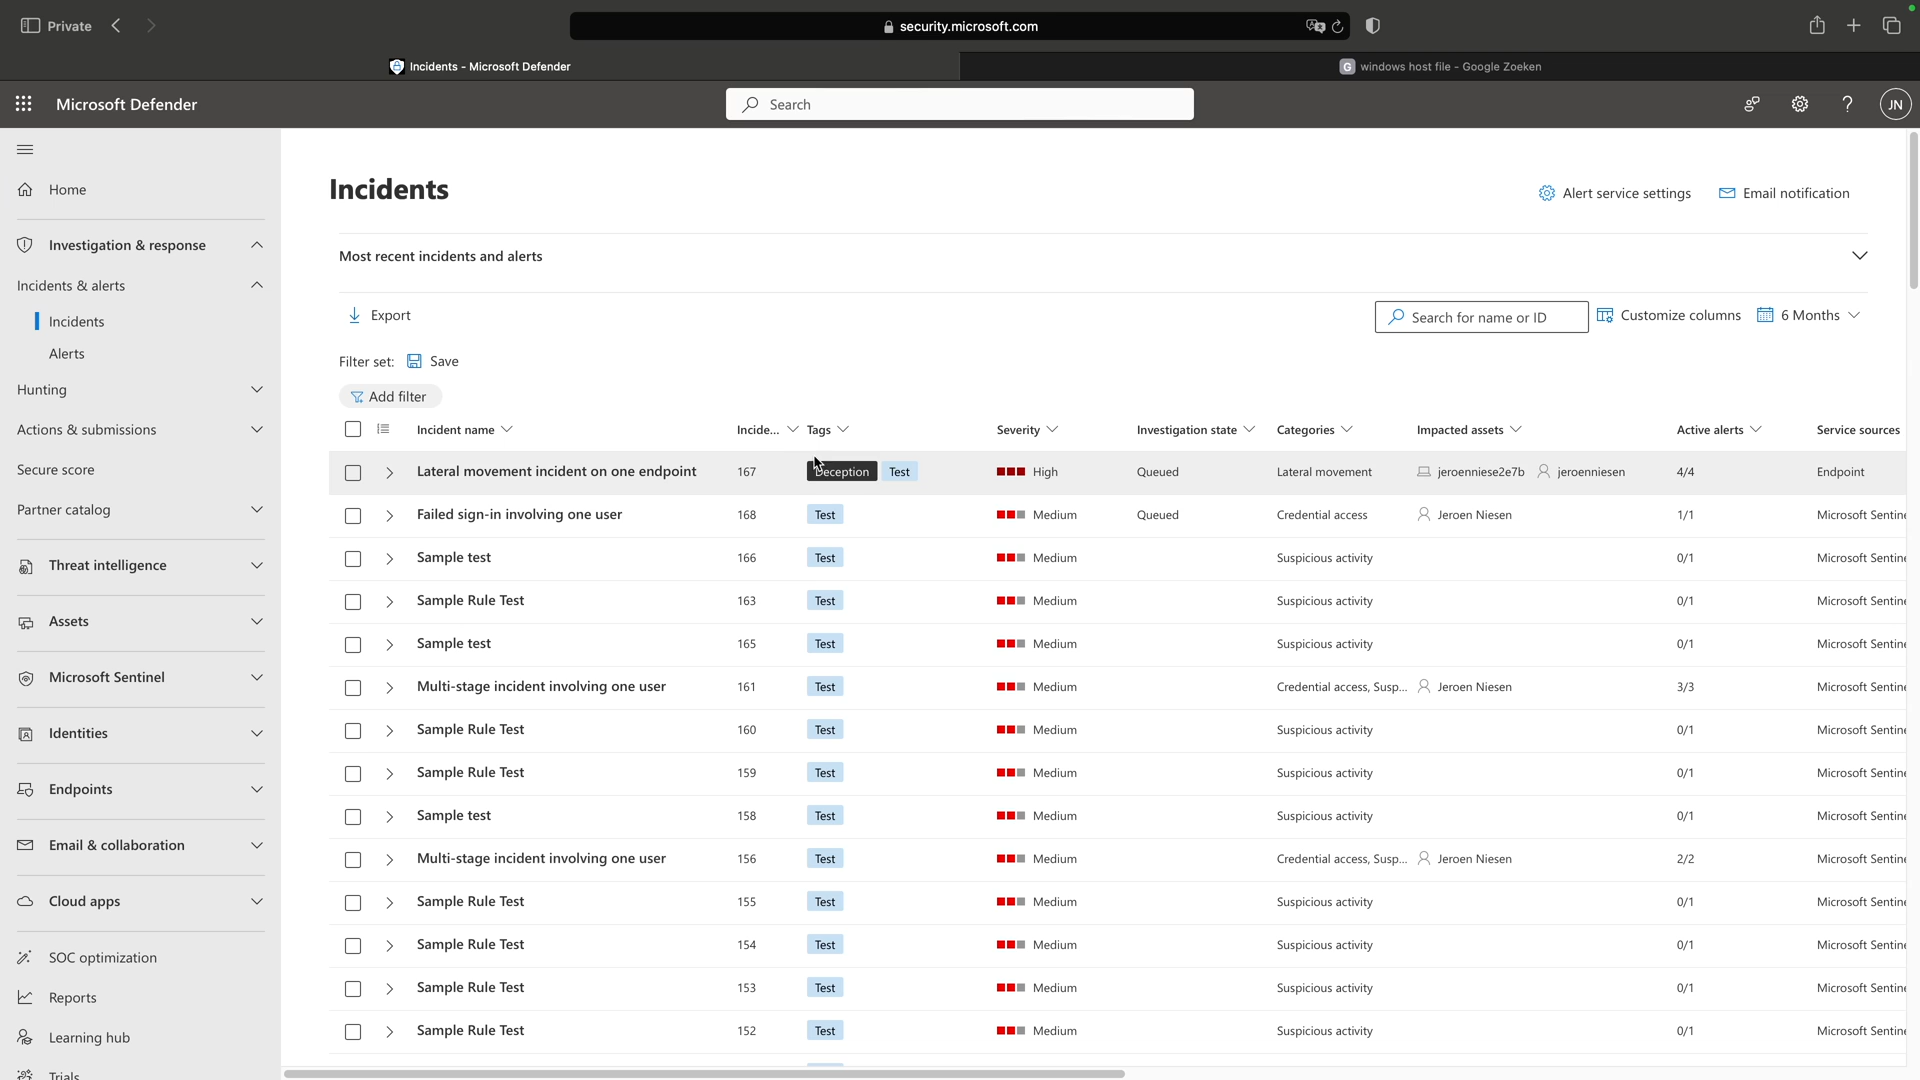 Private
security.microsoft.com
Incidents - Microsoft Defender
G windows host file - Google Zoeken
Microsoft Defender
Search
JN
Home
Investigation & response
Incidents & alerts
Incidents
Alerts
Hunting
Actions & submissions
Secure score
Partner catalog
Threat intelligence
Assets
Microsoft Sentinel
Identities
Endpoints
Email & collaboration
Cloud apps
SOC optimization
Reports
Learning hub
Trials
Incidents
Alert service settings Email notification
Most recent incidents and alerts
Export
Search for name or ID Customize columns 6 Months
Filter set: Save
Add filter
Incident name Incide... Tags Severity Investigation state Categories Impacted assets Active alerts Service sources
Lateral movement incident on one endpoint 167 Deception Test High Queued Lateral movement jeroenniese2e7b jeroenniesen 4/4 Endpoint
Failed sign-in involving one user 168 Test Medium Queued Credential access Jeroen Niesen 1/1 Microsoft Sentine
Sample test 166 Test Medium Suspicious activity 0/1 Microsoft Sentine
Sample Rule Test 163 Test Medium Suspicious activity 0/1 Microsoft Sentine
Sample test 165 Test Medium Suspicious activity 0/1 Microsoft Sentine
Multi-stage incident involving one user 161 Test Medium Credential access, Susp... Jeroen Niesen 3/3 Microsoft Sentine
Sample Rule Test 160 Test Medium Suspicious activity 0/1 Microsoft Sentine
Sample Rule Test 159 Test Medium Suspicious activity 0/1 Microsoft Sentine
Sample test 158 Test Medium Suspicious activity 0/1 Microsoft Sentine
Multi-stage incident involving one user 156 Test Medium Credential access, Susp... Jeroen Niesen 2/2 Microsoft Sentine
Sample Rule Test 155 Test Medium Suspicious activity 0/1 Microsoft Sentine
Sample Rule Test 154 Test Medium Suspicious activity 0/1 Microsoft Sentine
Sample Rule Test 153 Test Medium Suspicious activity 0/1 Microsoft Sentine
Sample Rule Test 152 Test Medium Suspicious activity 0/1 Microsoft Sentine